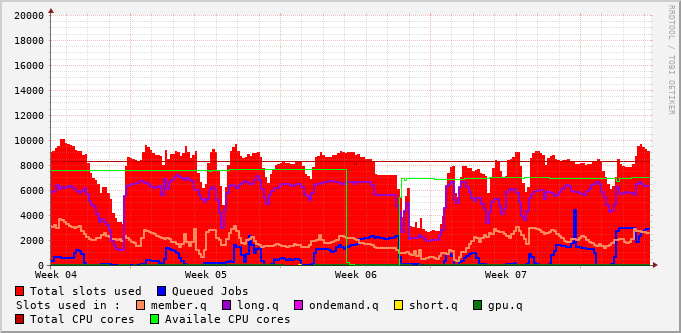 20000
18000
16000
14000
12000
10000
8000
6000
4000
2000
0
Week 04 Week 05 Week 06 Week 07
Total slots used Queued Jobs
Slots used in : member.q long.q ondemand.q short.q gpu.q
Total CPU cores Availale CPU cores
RRDTOOL / TOBI OETIKER